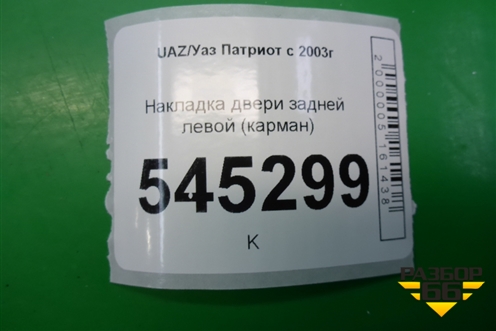 UAZ/Уаз Патриот с 2003г
Накладка двери задней
левой (карман)
545299
К
2000005161438
РАЗБОР
66